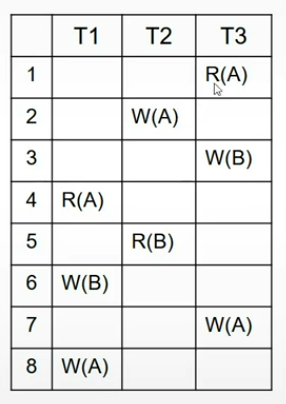 T1 T2 T3
1 R(A)
2 W(A)
3 W(B)
4 R(A)
5 R(B)
6 W(B)
7 W(A)
8 W(A)